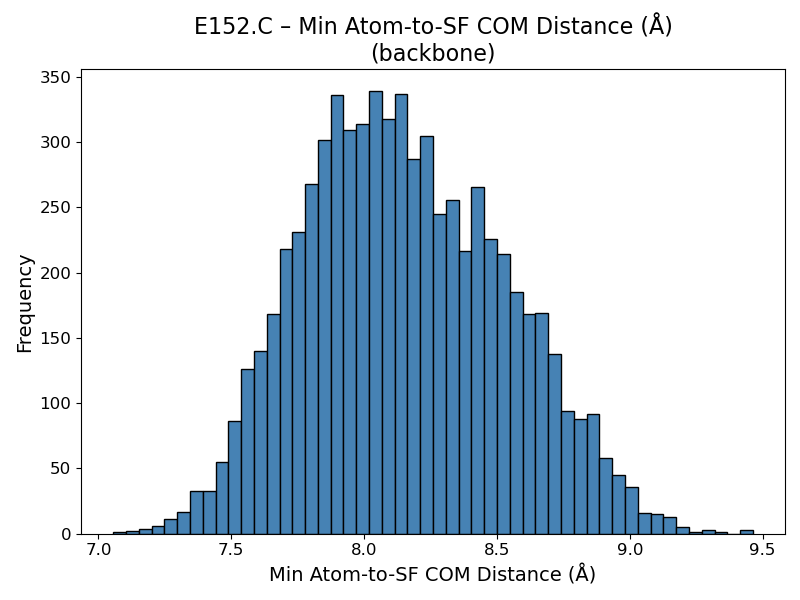 E152.C – Min Atom-to-SF COM Distance (Å)
(backbone)
350
300
250
200
150
100
50
0
Frequency
7.0 7.5 8.0 8.5 9.0 9.5
Min Atom-to-SF COM Distance (Å)